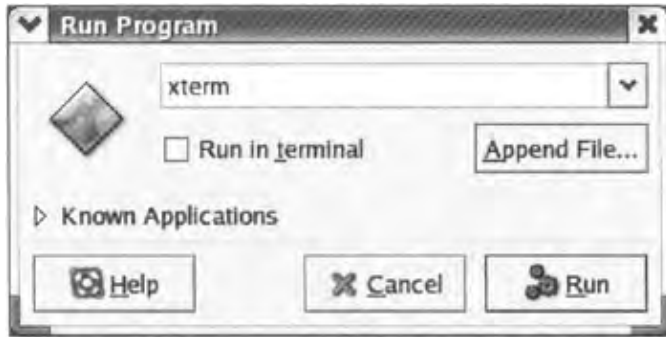 Run Program
xterm
Run in terminal
Append File...
Known Applications
Help
Cancel
Run